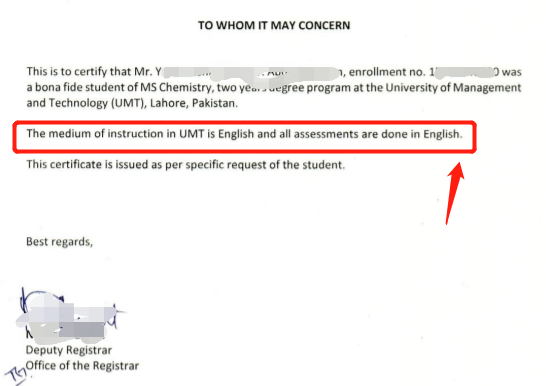 TO WHOM IT MAY CONCERN
This is to certify that Mr. Y enrollment no. 1 0 was
a bona fide student of MS Chemistry, two years degree program at the University of Management
and Technology (UMT), Lahore, Pakistan.
The medium of instruction in UMT is English and all assessments are done in English.
This certificate is issued as per specific request of the student.
Best regards,
Deputy Registrar
Office of the Registrar